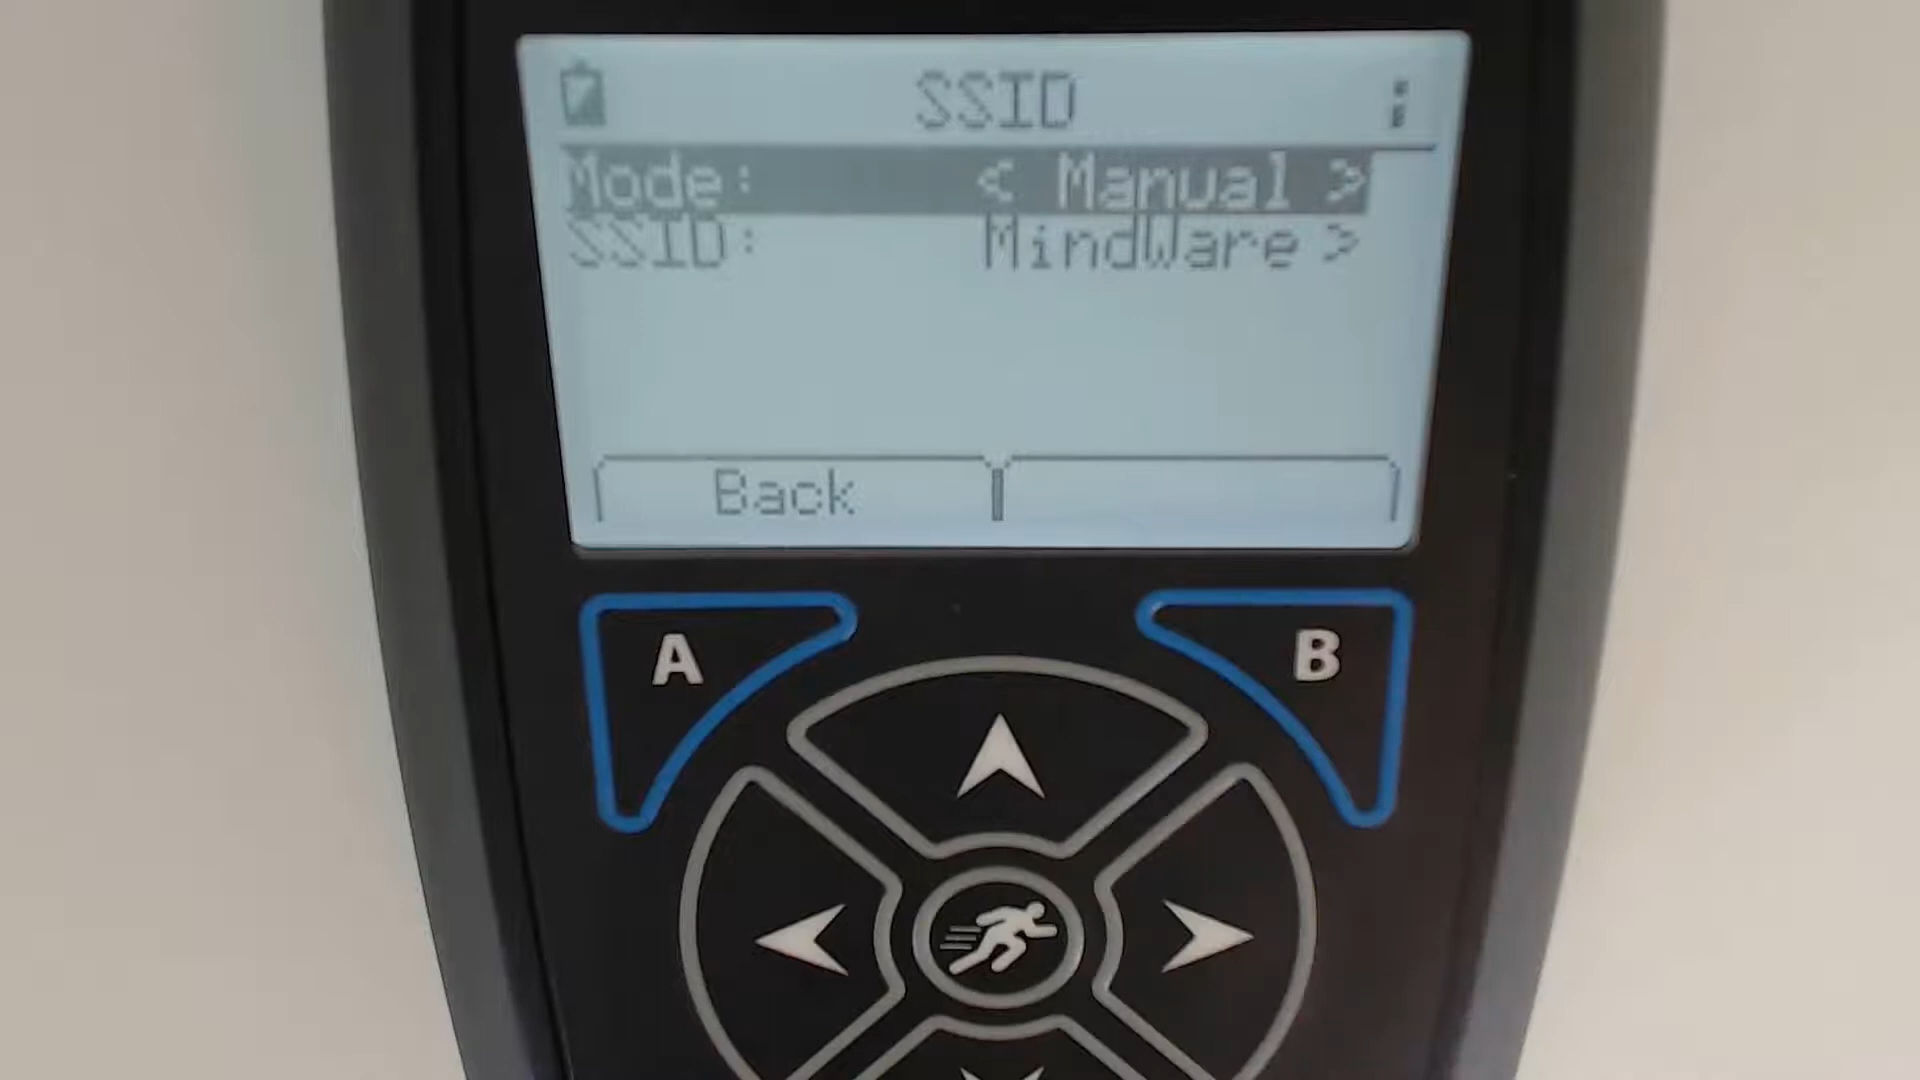 SSID
Mode: < Manual >
SSID: MindWare >
Back
A B